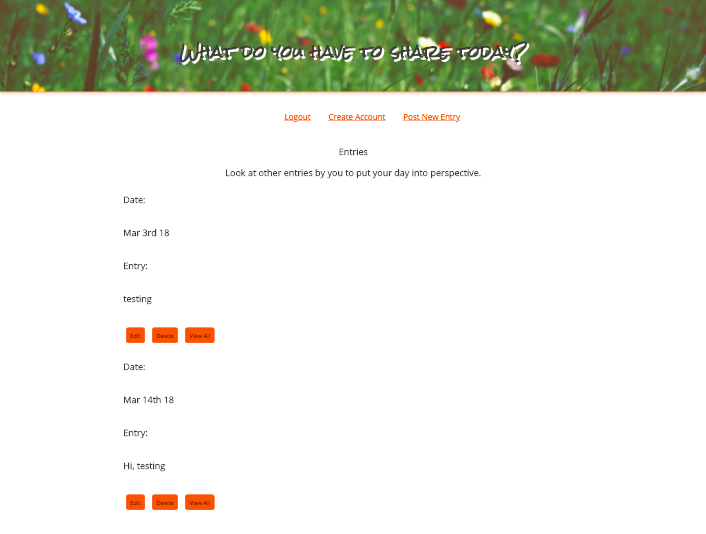 What do you have to share today?
Logout Create Account Post New Entry
Entries
Look at other entries by you to put your day into perspective.
Date:
Mar 3rd 18
Entry:
testing
Edit Delete View All
Date:
Mar 14th 18
Entry:
Hi, testing
Edit Delete View All